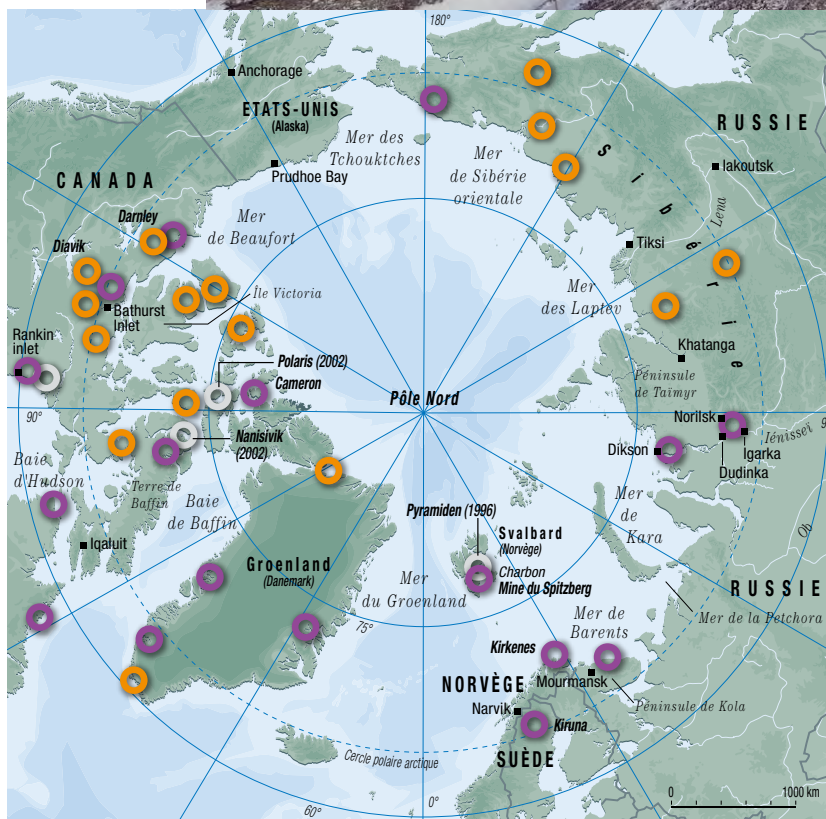 180°
Anchorage
ETATS-UNIS
(Alaska)
Mer des
Tchouktches
Prudhoe Bay
RUSSIE
Mer
de Sibérie
orientale
Sibérie
Iakoutsk
Lena
CANADA
Darnley
Mer
de Beaufort
Diavik
Tiksi
Île Victoria
Bathurst
Inlet
Mer
des Laptev
Rankin
inlet
Polaris (2002)
Cameron
Khatanga
Péninsule
de Taïmyr
Pôle Nord
90°
Norilsk
9
Iénisseï
Igarka
Dudinka
Dikson
Nanisivik
(2002)
Baie
d'Hudson
Terre de
Baffin
Baie
de Baffin
Mer
de
Kara
Ob
Pyramiden (1996)
Svalbard
(Norvège)
Charbon
Mine du Spitzberg
Iqaluit
Groenland
(Danemark)
Mer
du Groenland
RUSSIE
Mer de la Petchora
75°
Mer de
Barents
Kirkenes
Mourmansk
NORVÈGE
Péninsule de Kola
Narvik
Kiruna
SUÈDE
Cercle polaire arctique
60°
0°
0 1000 km